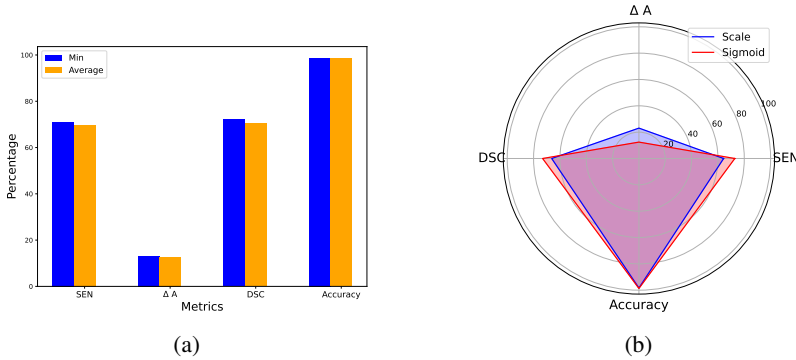 Min
Average
100
80
60
40
20
0
Percentage
SEN
Δ A
DSC
Accuracy
Metrics
(a)
Δ A
Scale
Sigmoid
100
80
60
40
20
DSC
SEN
Accuracy
(b)